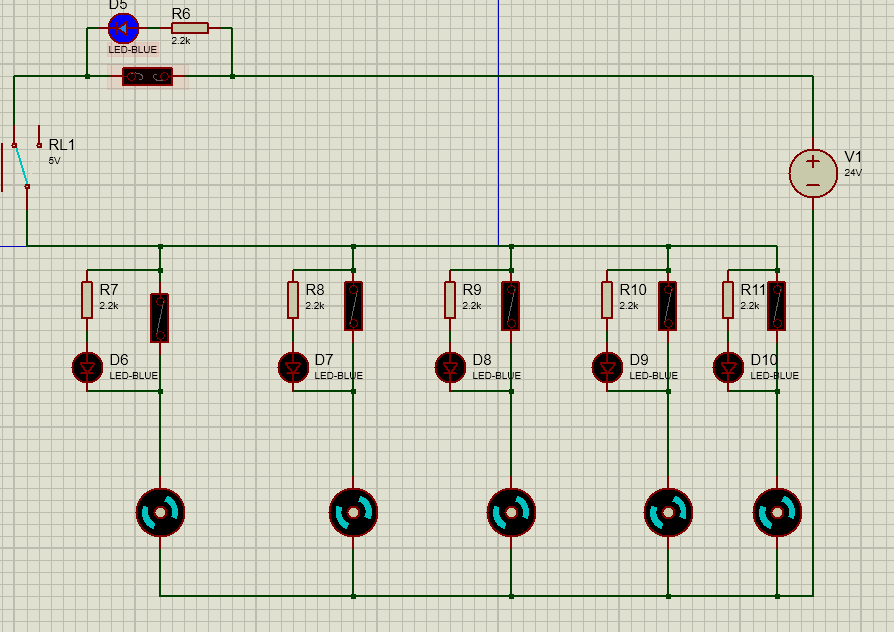 D5
R6
2.2k
LED-BLUE
RL1
5V
V1
24V
R7
2.2k
R8
2.2k
R9
2.2k
R10
2.2k
R11
2.2k
D6
LED-BLUE
D7
LED-BLUE
D8
LED-BLUE
D9
LED-BLUE
D10
LED-BLUE